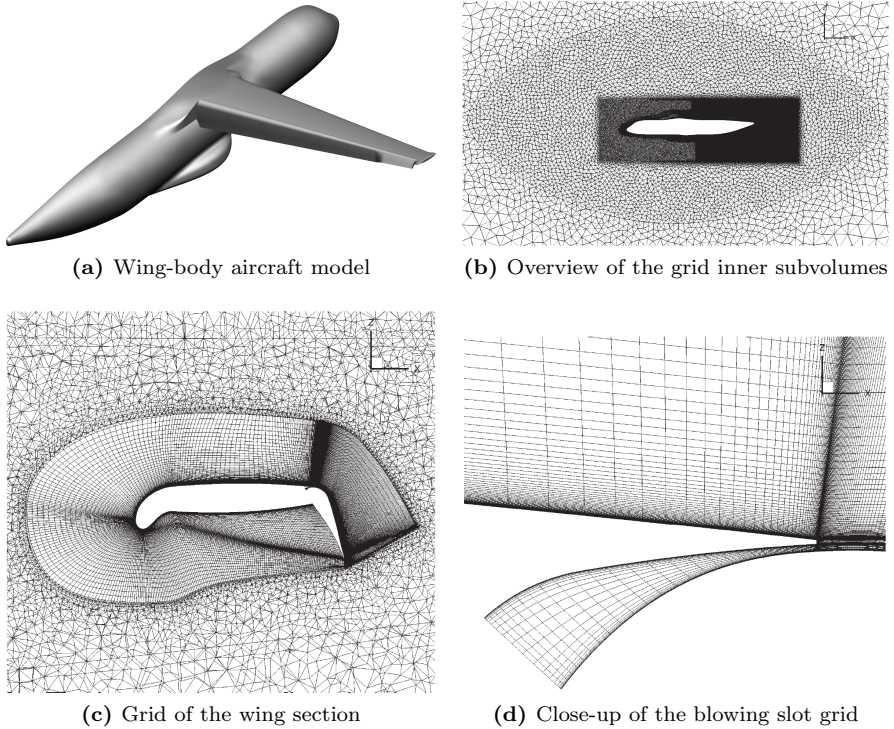 (a) Wing-body aircraft model
(b) Overview of the grid inner subvolumes
Z
X
(c) Grid of the wing section
Z
X
(d) Close-up of the blowing slot grid